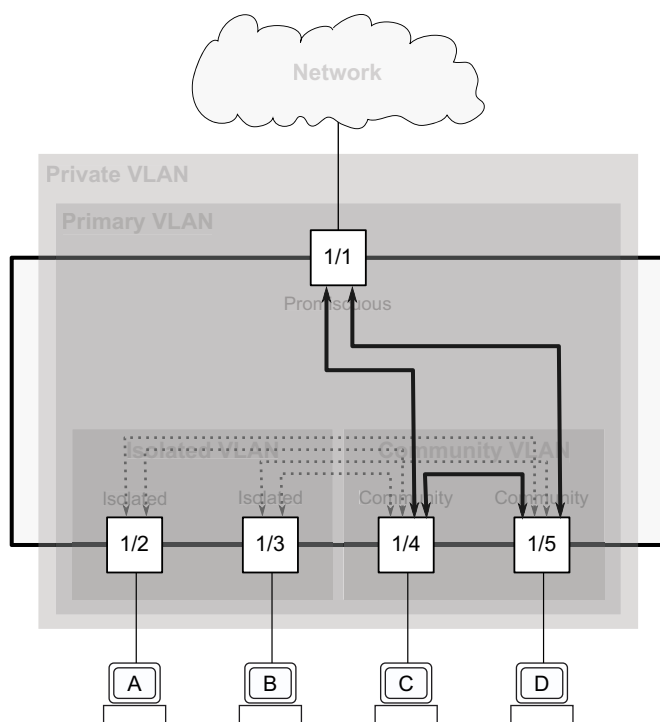 Network
Private VLAN
Primary VLAN
1/1
Promiscuous
Isolated VLAN
Community VLAN
Isolated
Isolated
Community
Community
1/2
1/3
1/4
1/5
A
B
C
D